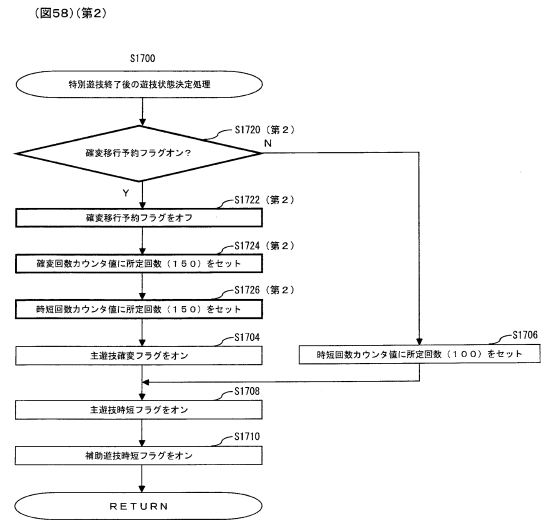 (図58)(第2)
S1700
特別遊技終了後の遊技状態決定処理
S1720(第2)
確変移行予約フラグオン?
N
Y
S1722(第2)
確変移行予約フラグをオフ
S1724(第2)
確変回数カウンタ値に所定回数(150)をセット
S1726(第2)
時短回数カウンタ値に所定回数(150)をセット
S1704
主遊技確変フラグをオン
S1706
時短回数カウンタ値に所定回数(100)をセット
S1708
主遊技時短フラグをオン
S1710
補助遊技時短フラグをオン
RETURN